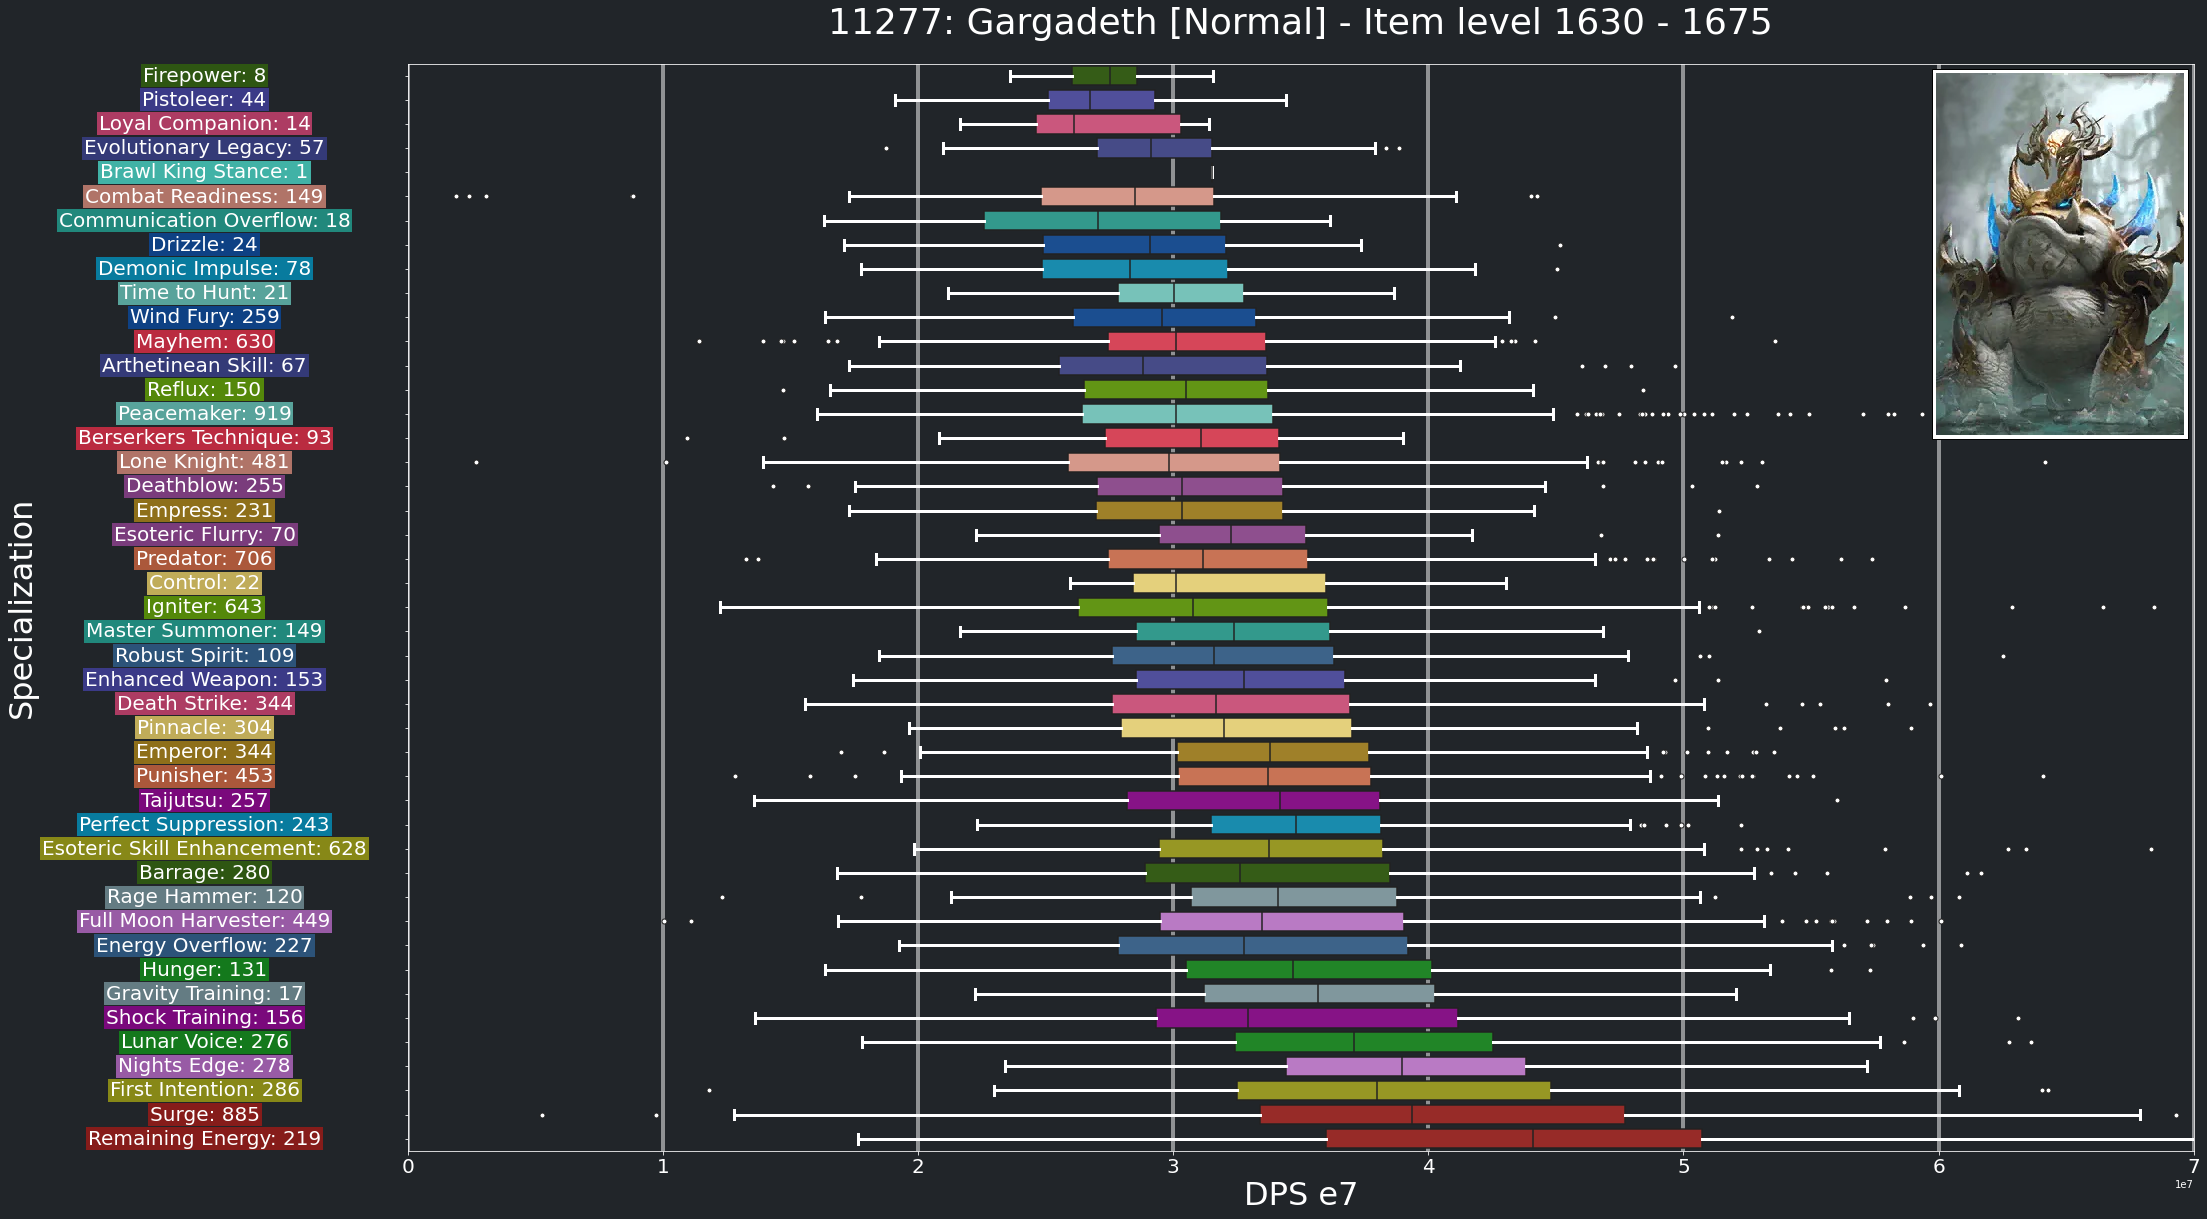 11277: Gargadeth [Normal] - Item level 1630 - 1675
Specialization
Firepower: 8
Pistoleer: 44
Loyal Companion: 14
Evolutionary Legacy: 57
Brawl King Stance: 1
Combat Readiness: 149
Communication Overflow: 18
Drizzle: 24
Demonic Impulse: 78
Time to Hunt: 21
Wind Fury: 259
Mayhem: 630
Arthetinean Skill: 67
Reflux: 150
Peacemaker: 919
Berserkers Technique: 93
Lone Knight: 481
Deathblow: 255
Empress: 231
Esoteric Flurry: 70
Predator: 706
Control: 22
Igniter: 643
Master Summoner: 149
Robust Spirit: 109
Enhanced Weapon: 153
Death Strike: 344
Pinnacle: 304
Emperor: 344
Punisher: 453
Taijutsu: 257
Perfect Suppression: 243
Esoteric Skill Enhancement: 628
Barrage: 280
Rage Hammer: 120
Full Moon Harvester: 449
Energy Overflow: 227
Hunger: 131
Gravity Training: 17
Shock Training: 156
Lunar Voice: 276
Nights Edge: 278
First Intention: 286
Surge: 885
Remaining Energy: 219
0 1 2 3 4 5 6 7
DPS e7
1e7